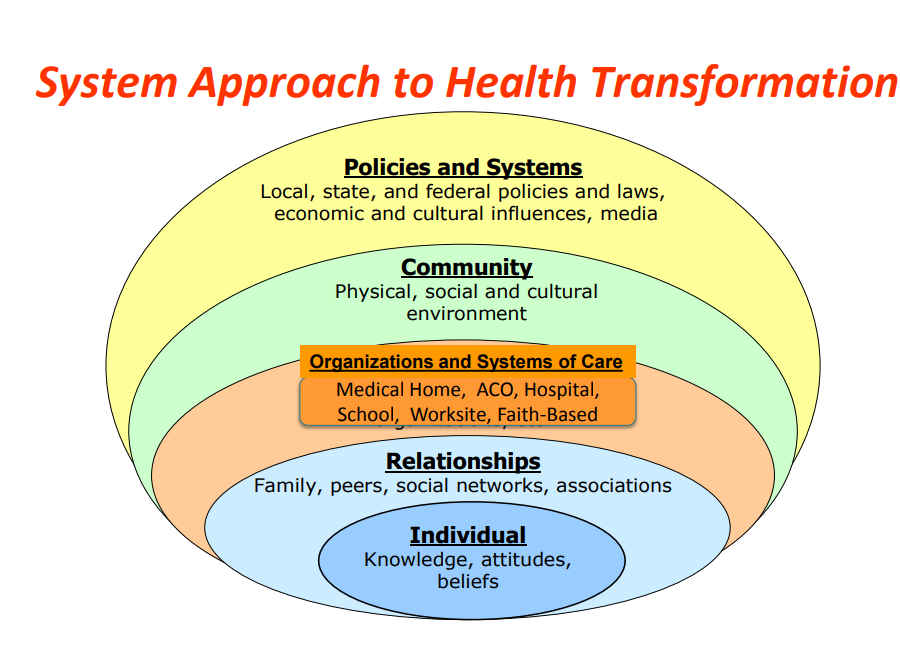 System Approach to Health Transformation
Policies and Systems
Local, state, and federal policies and laws,
economic and cultural influences, media
Community
Physical, social and cultural
environment
Organizations and Systems of Care
Medical Home, ACO, Hospital,
School, Worksite, Faith-Based
Relationships
Family, peers, social networks, associations
Individual
Knowledge, attitudes,
beliefs